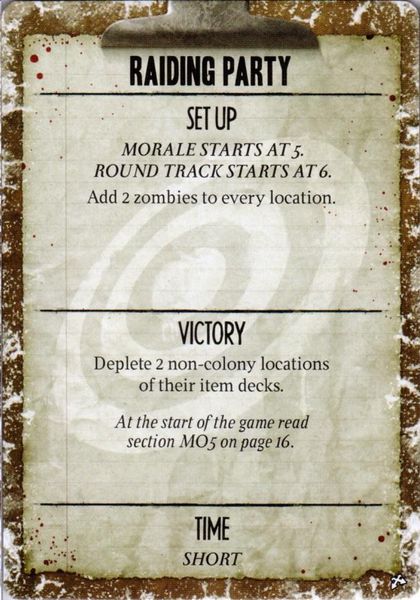 RAIDING PARTY
SET UP
MORALE STARTS AT 5.
ROUND TRACK STARTS AT 6.
Add 2 zombies to every location.
VICTORY
Deplete 2 non-colony locations
of their item decks.
At the start of the game read
section MO5 on page 16.
TIME
SHORT